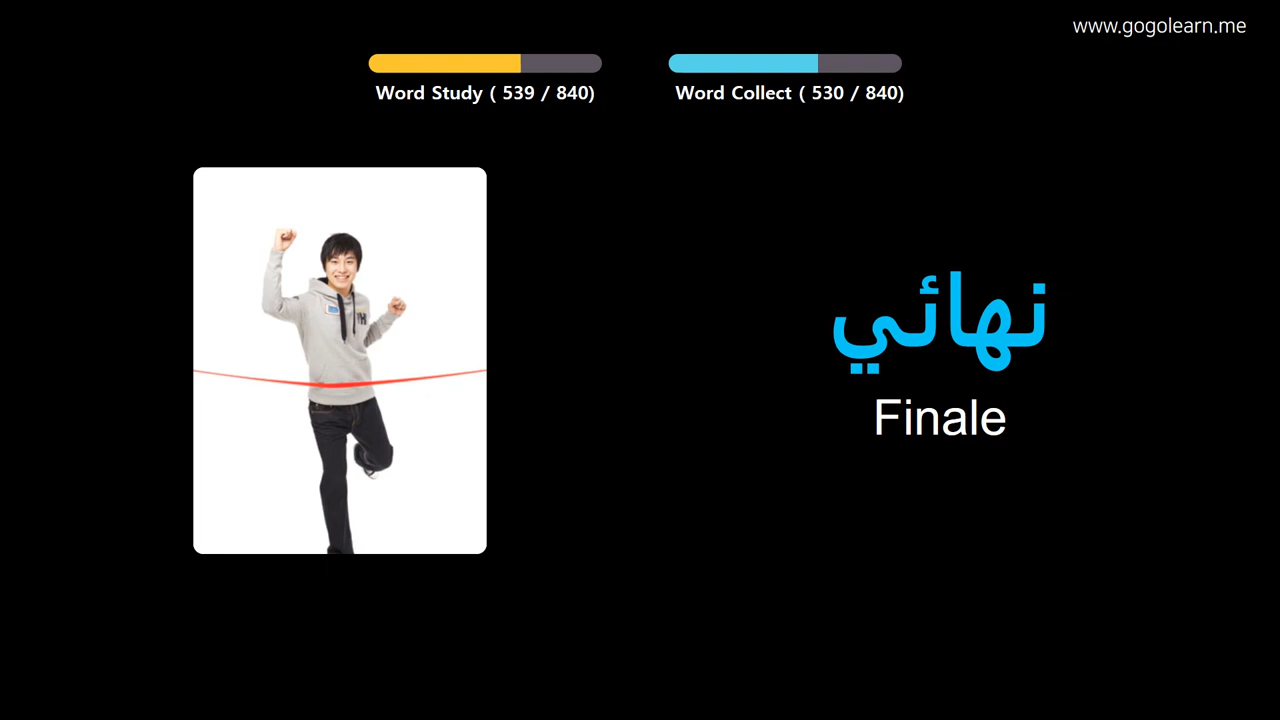 www.gogolearn.me
Word Study ( 539 / 840)
Word Collect ( 530 / 840)
نهائي
Finale